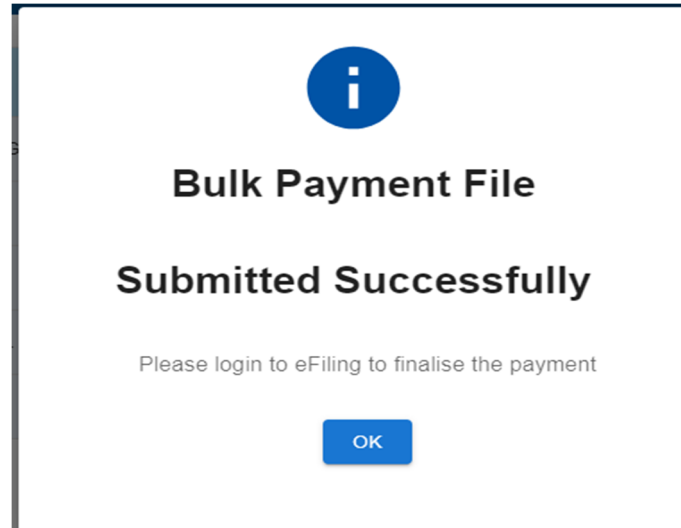 Bulk Payment File
Submitted Successfully
Please login to eFiling to finalise the payment
OK